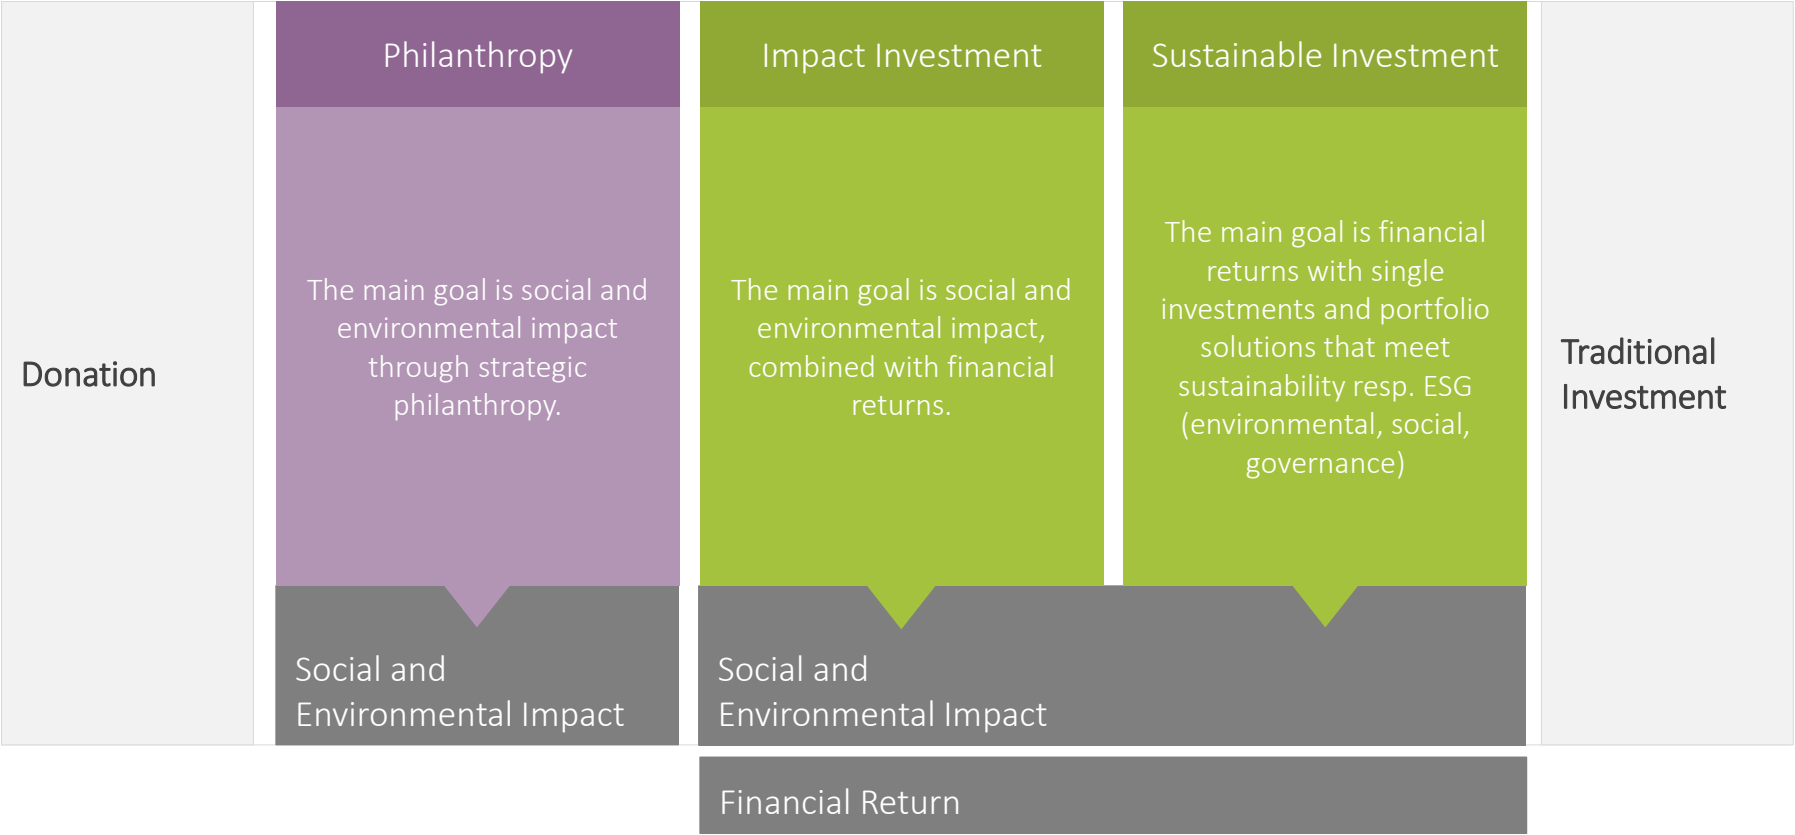 Donation
Philanthropy
The main goal is social and
environmental impact
through strategic
philanthropy.
Social and
Environmental Impact
Impact Investment
The main goal is social and
environmental impact,
combined with financial
returns.
Sustainable Investment
The main goal is financial
returns with single
investments and portfolio
solutions that meet
sustainability resp. ESG
(environmental, social,
governance)
Social and
Environmental Impact
Financial Return
Traditional
Investment